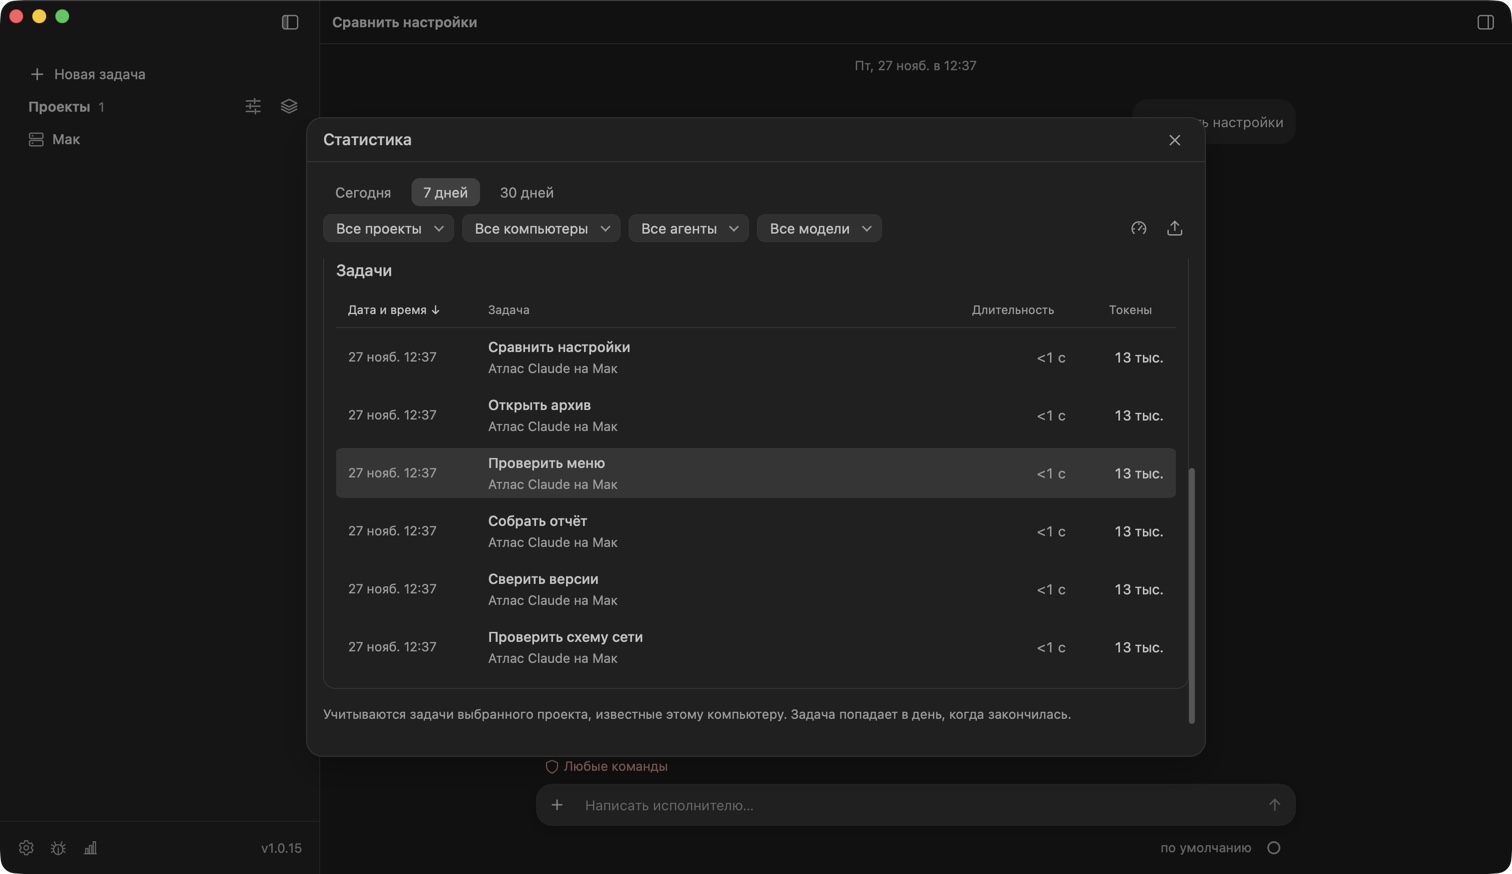 Сравнить настройки
Новая задача
Проекты 1
Мак
Пт, 27 нояб. в 12:37
настройки
Статистика
Сегодня 7 дней 30 дней
Все проекты Все компьютеры Все агенты Все модели
Задачи
Дата и время ↓ Задача Длительность Токены
27 нояб. 12:37 Сравнить настройки <1 с 13 тыс.
Атлас Claude на Мак
27 нояб. 12:37 Открыть архив <1 с 13 тыс.
Атлас Claude на Мак
27 нояб. 12:37 Проверить меню <1 с 13 тыс.
Атлас Claude на Мак
27 нояб. 12:37 Собрать отчёт <1 с 13 тыс.
Атлас Claude на Мак
27 нояб. 12:37 Сверить версии <1 с 13 тыс.
Атлас Claude на Мак
27 нояб. 12:37 Проверить схему сети <1 с 13 тыс.
Атлас Claude на Мак
Учитываются задачи выбранного проекта, известные этому компьютеру. Задача попадает в день, когда закончилась.
Любые команды
Написать исполнителю...
v1.0.15
по умолчанию